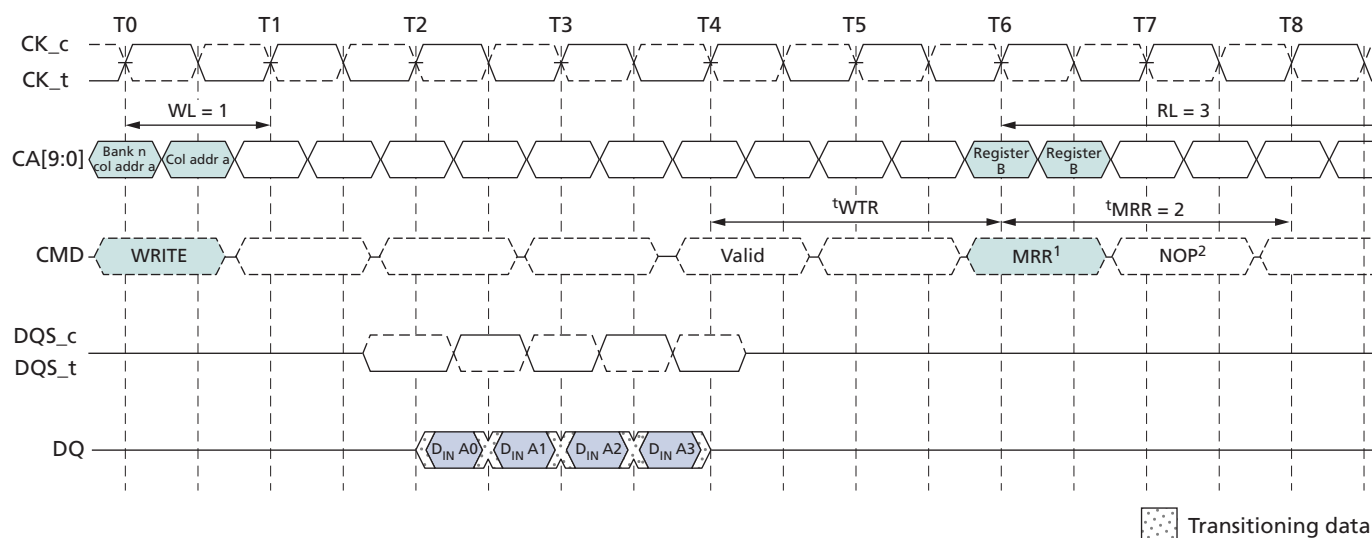 T0 T1 T2 T3 T4 T5 T6 T7 T8
CK_c
CK_t
WL = 1 RL = 3
CA[9:0] Bank n col addr a Col addr a Register B Register B
tWTR tMRR = 2
CMD WRITE Valid MRR1 NOP2
DQS_c
DQS_t
DQ DIN A0 DIN A1 DIN A2 DIN A3
Transitioning data